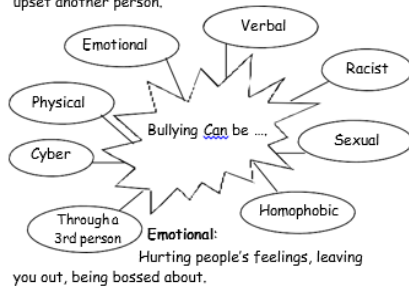 upset another person.
Verbal
Emotional
Racist
Physical
Bullying Can be ....
Sexual
Cyber
Homophobic
Through a
3rd person
Emotional:
Hurting people's feelings, leaving
you out, being bossed about.